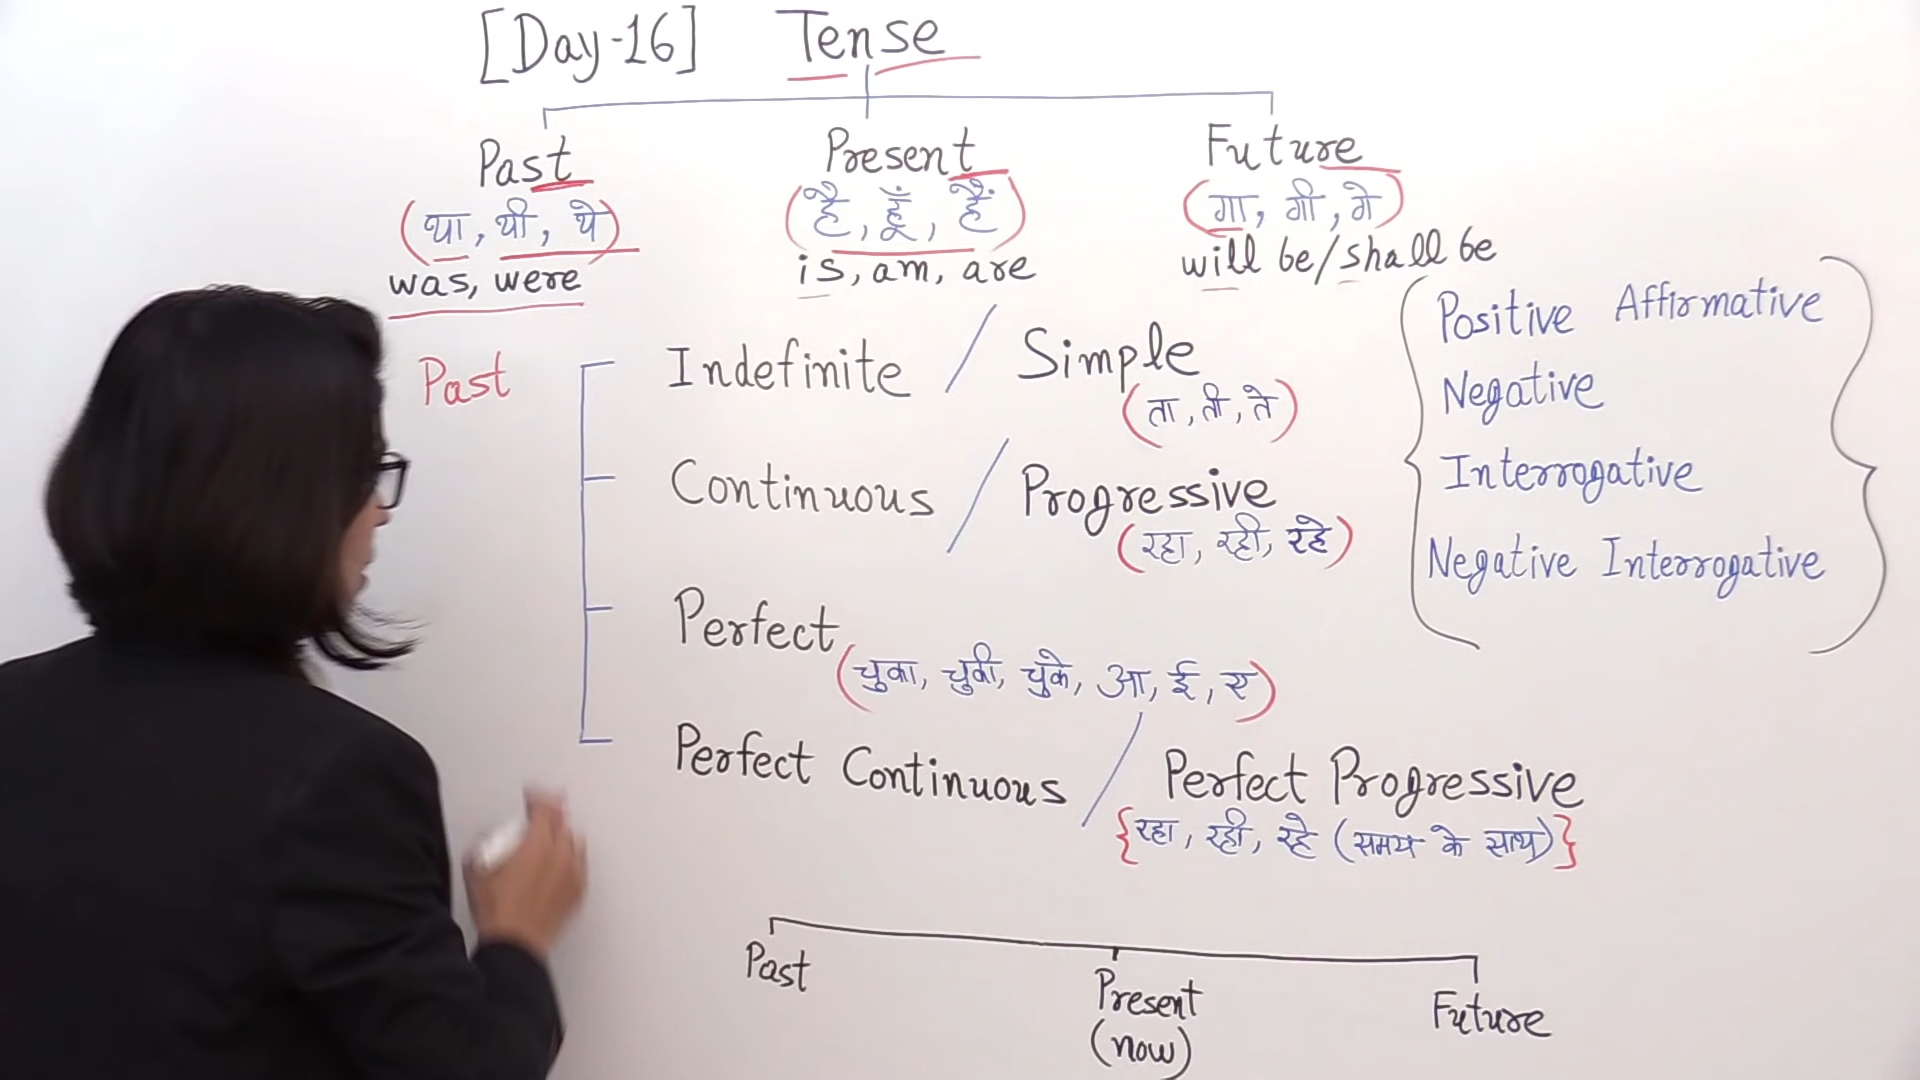 [Day-16] Tense
Past Present Future
(था, थी, थे) (है, हूँ, हैं) (गा, गी, गे)
was, were is, am, are will be/shall be
Past Indefinite / Simple
(ता, ती, ते)
Continuous / Progressive
(रहा, रही, रहे)
Perfect
(चुका, चुकी, चुके, आ, ई, ए)
Perfect Continuous / Perfect Progressive
{रहा, रही, रहे (समय के साथ)}
Positive Affirmative
Negative
Interrogative
Negative Interrogative
Past Present Future
(now)